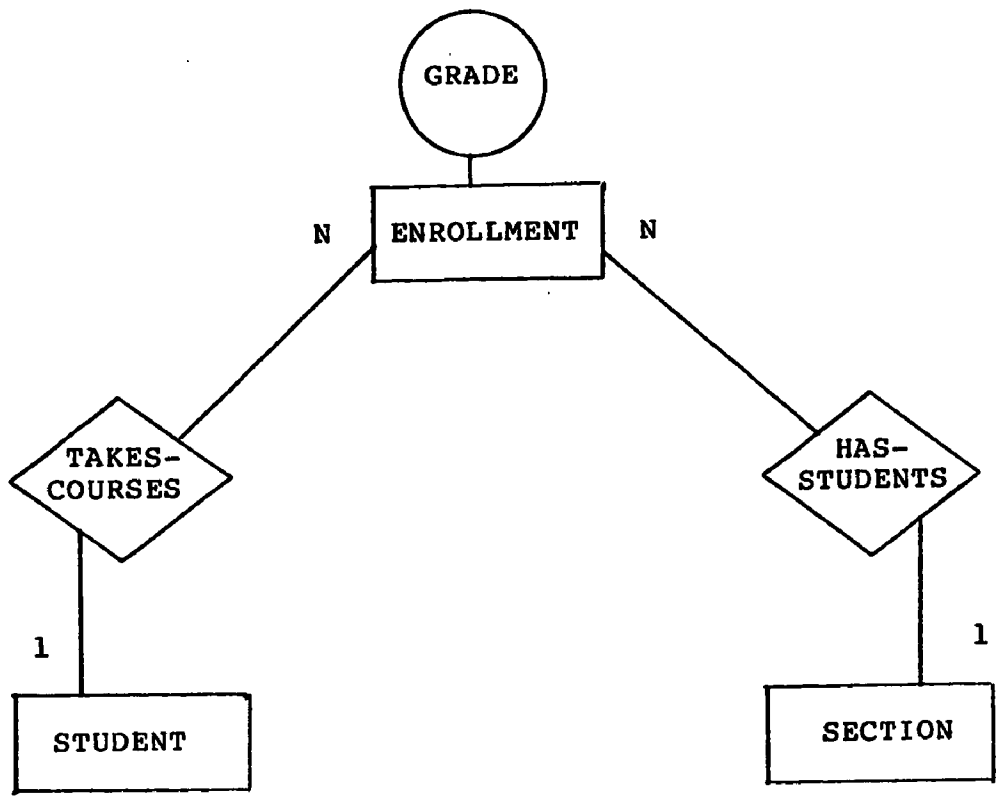 GRADE
N
ENROLLMENT
N
TAKES-
COURSES
HAS-
STUDENTS
1
1
STUDENT
SECTION